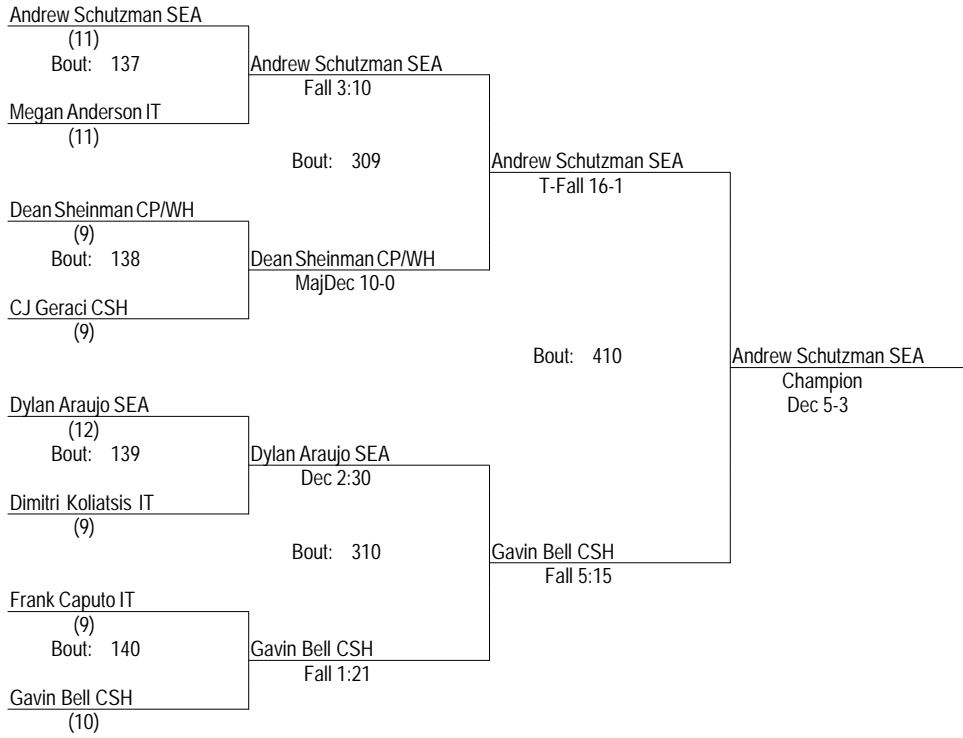 Andrew Schutzman SEA
(11)
Bout: 137
Andrew Schutzman SEA
Fall 3:10
Megan Anderson IT
(11)
Bout: 309
Andrew Schutzman SEA
T-Fall 16-1
Dean Sheinman CP/WH
(9)
Bout: 138
Dean Sheinman CP/WH
MajDec 10-0
CJ Geraci CSH
(9)
Bout: 410
Andrew Schutzman SEA
Champion
Dec 5-3
Dylan Araujo SEA
(12)
Bout: 139
Dylan Araujo SEA
Dec 2:30
Dimitri Koliatsis IT
(9)
Bout: 310
Gavin Bell CSH
Fall 5:15
Frank Caputo IT
(9)
Bout: 140
Gavin Bell CSH
Fall 1:21
Gavin Bell CSH
(10)